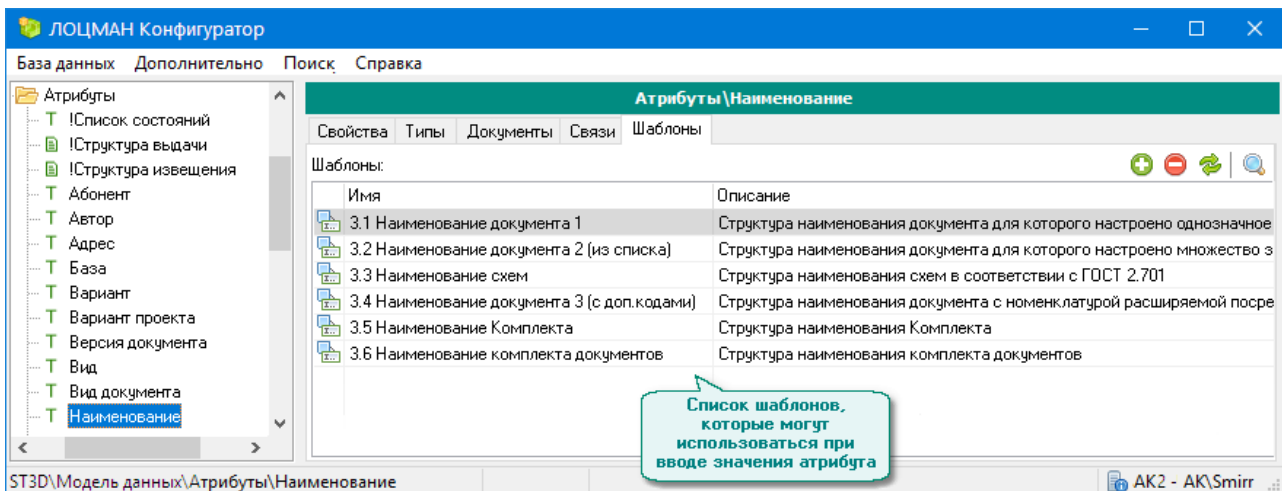 ЛОЦМАН Конфигуратор
База данных Дополнительно Поиск Справка
Атрибуты
!Список состояний
!Структура выдачи
!Структура извещения
Абонент
Автор
Адрес
База
Вариант
Вариант проекта
Версия документа
Вид
Вид документа
Наименование
Атрибуты\Наименование
Свойства Типы Документы Связи Шаблоны
Шаблоны:
Имя Описание
3.1 Наименование документа 1 Структура наименования документа для которого настроено однозначное
3.2 Наименование документа 2 (из списка) Структура наименования документа для которого настроено множество з
3.3 Наименование схем Структура наименования схем в соответствии с ГОСТ 2.701
3.4 Наименование документа 3 (с доп.кодами) Структура наименования документа с номенклатурой расширяемой посре
3.5 Наименование Комплекта Структура наименования Комплекта
3.6 Наименование комплекта документов Структура наименования комплекта документов
Список шаблонов,
которые могут
использоваться при
вводе значения атрибута
ST3D\Модель данных\Атрибуты\Наименование AK2 - AK\Smirr